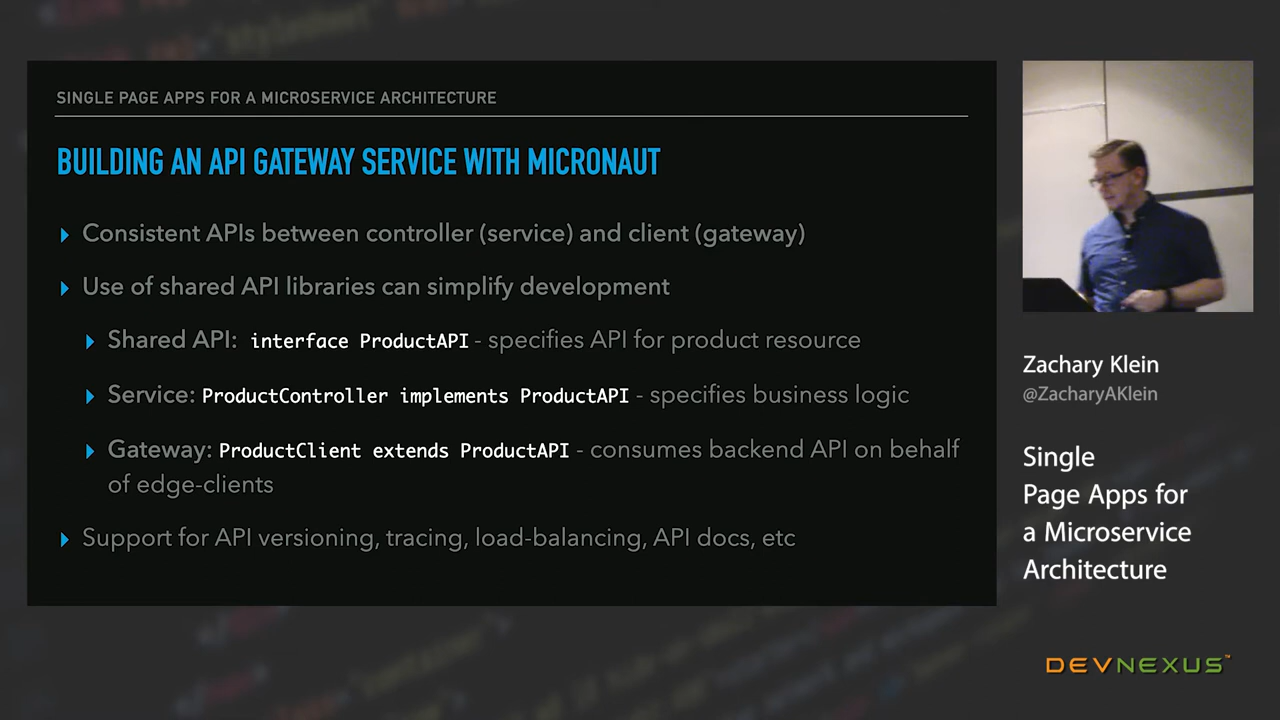 SINGLE PAGE APPS FOR A MICROSERVICE ARCHITECTURE
BUILDING AN API GATEWAY SERVICE WITH MICRONAUT
Consistent APIs between controller (service) and client (gateway)
Use of shared API libraries can simplify development
Shared API: interface ProductAPI - specifies API for product resource
Service: ProductController implements ProductAPI - specifies business logic
Gateway: ProductClient extends ProductAPI - consumes backend API on behalf
of edge-clients
Support for API versioning, tracing, load-balancing, API docs, etc
Zachary Klein
@ZacharyAKlein
Single
Page Apps for
a Microservice
Architecture
DEVNEXUS™